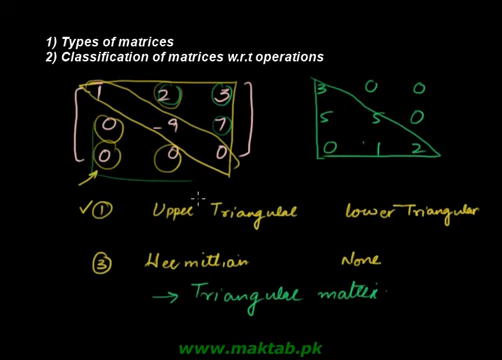 1) Types of matrices
2) Classification of matrices w.r.t operations
1 2 3 3 0 0
0 -9 7 5 5 0
0 0 0 0 1 2
✓① Upper Triangular Lower Triangular
③ Hermitian None
→ Triangular matrix
www.maktab.pk